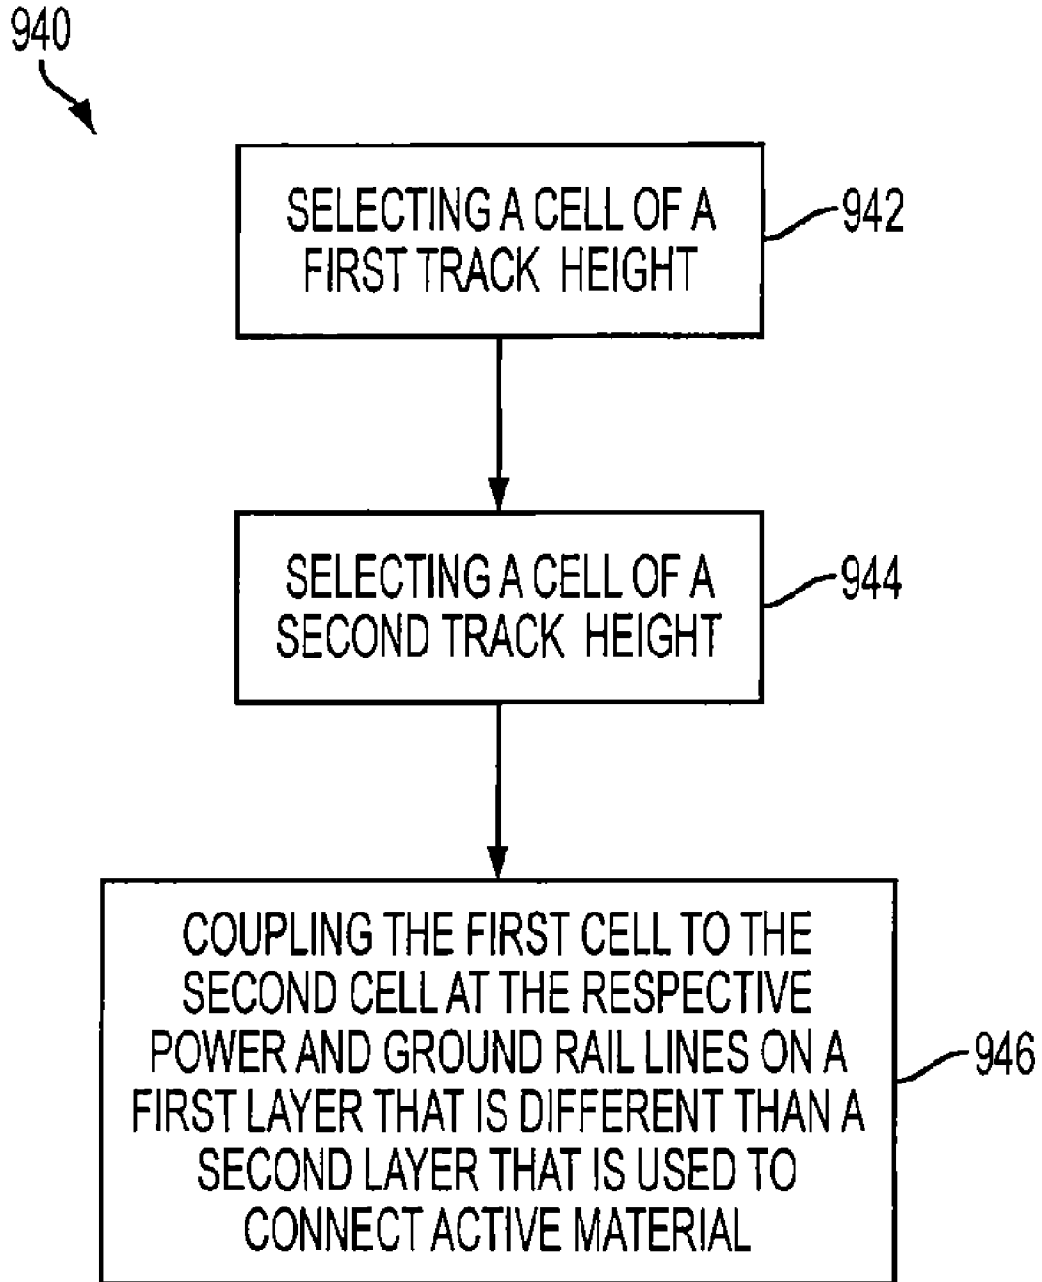 940
SELECTING A CELL OF A
FIRST TRACK HEIGHT
942
SELECTING A CELL OF A
SECOND TRACK HEIGHT
944
COUPLING THE FIRST CELL TO THE
SECOND CELL AT THE RESPECTIVE
POWER AND GROUND RAIL LINES ON A
FIRST LAYER THAT IS DIFFERENT THAN A
SECOND LAYER THAT IS USED TO
CONNECT ACTIVE MATERIAL
946